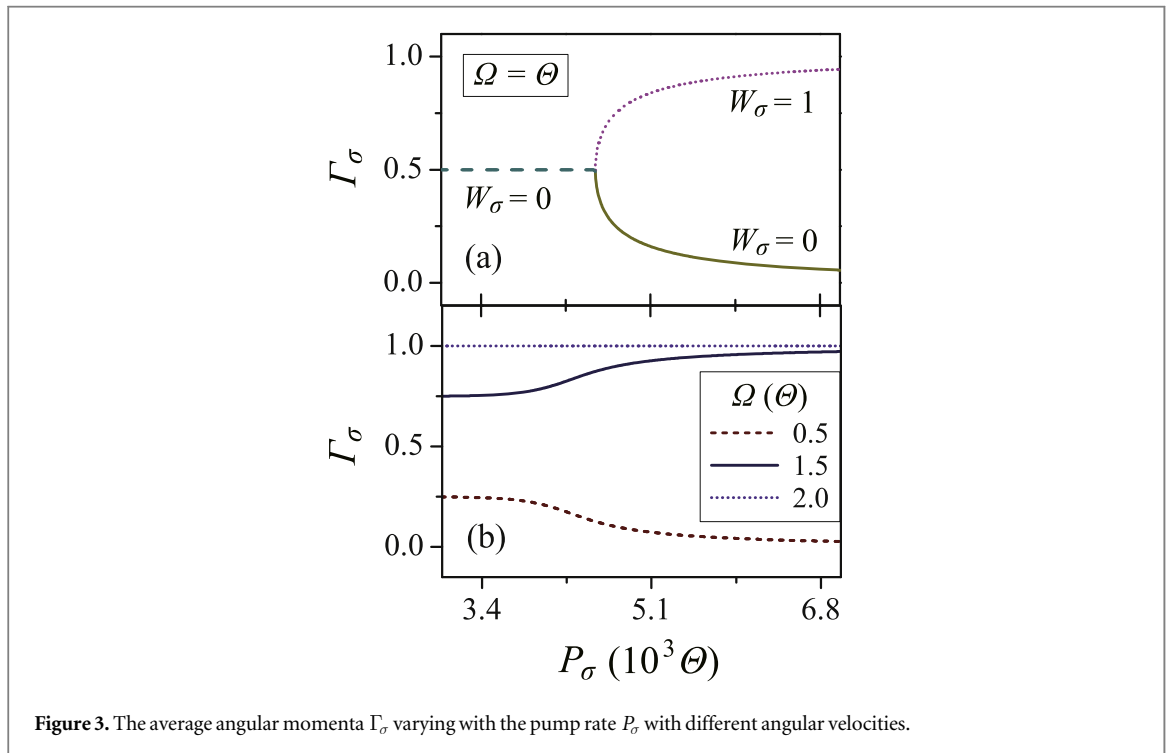 1.0
Ω = Θ
W_σ = 1
Γ_σ
0.5
W_σ = 0
W_σ = 0
(a)
0.0
1.0
Ω (Θ)
0.5
Γ_σ
0.5
1.5
2.0
(b)
0.0
3.4 5.1 6.8
P_σ (10³ Θ)
Figure 3. The average angular momenta Γ_σ varying with the pump rate P_σ with different angular velocities.